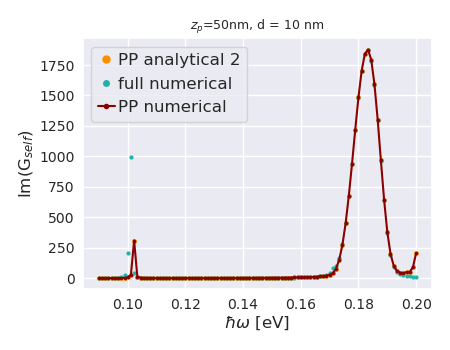 z_p=50nm, d = 10 nm
PP analytical 2
full numerical
PP numerical
Im(G_self)
1750
1500
1250
1000
750
500
250
0
0.10 0.12 0.14 0.16 0.18 0.20
ℏω [eV]